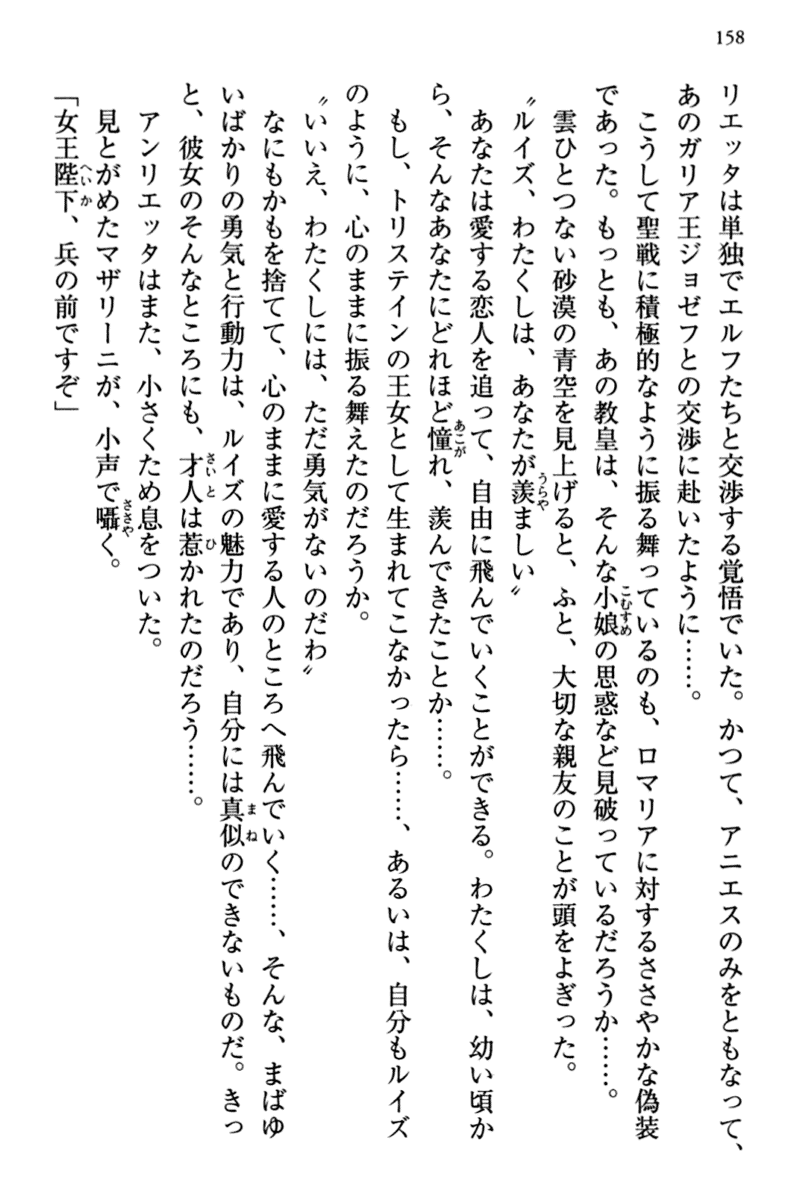 158
リエッタは単独でエルフたちと交渉する覚悟でいた。かつて、アニエスのみをともなって、
あのガリア王ジョゼフとの交渉に赴いたように……。
こうして聖戦に積極的なように振る舞っているのも、ロマリアに対するささやかな偽装
であった。もっとも、あの教皇は、そんな小娘の思惑など見破っているだろうか……。
雲ひとつない砂漠の青空を見上げると、ふと、大切な親友のことが頭をよぎった。
〝ルイズ、わたくしは、あなたが羨ましい〟
あなたは愛する恋人を追って、自由に飛んでいくことができる。わたくしは、幼い頃か
ら、そんなあなたにどれほど憧れ、羨んできたことか……。
もし、トリステインの王女として生まれてこなかったら……、あるいは、自分もルイズ
のように、心のままに振る舞えたのだろうか。
〝いいえ、わたくしには、ただ勇気がないのだわ〟
なにもかもを捨てて、心のままに愛する人のところへ飛んでいく……、そんな、まばゆ
いばかりの勇気と行動力は、ルイズの魅力であり、自分には真似のできないものだ。きっ
と、彼女のそんなところにも、才人は惹かれたのだろう……。
アンリエッタはまた、小さくため息をついた。
見とがめたマザリーニが、小声で囁く。
「女王陛下、兵の前ですぞ」